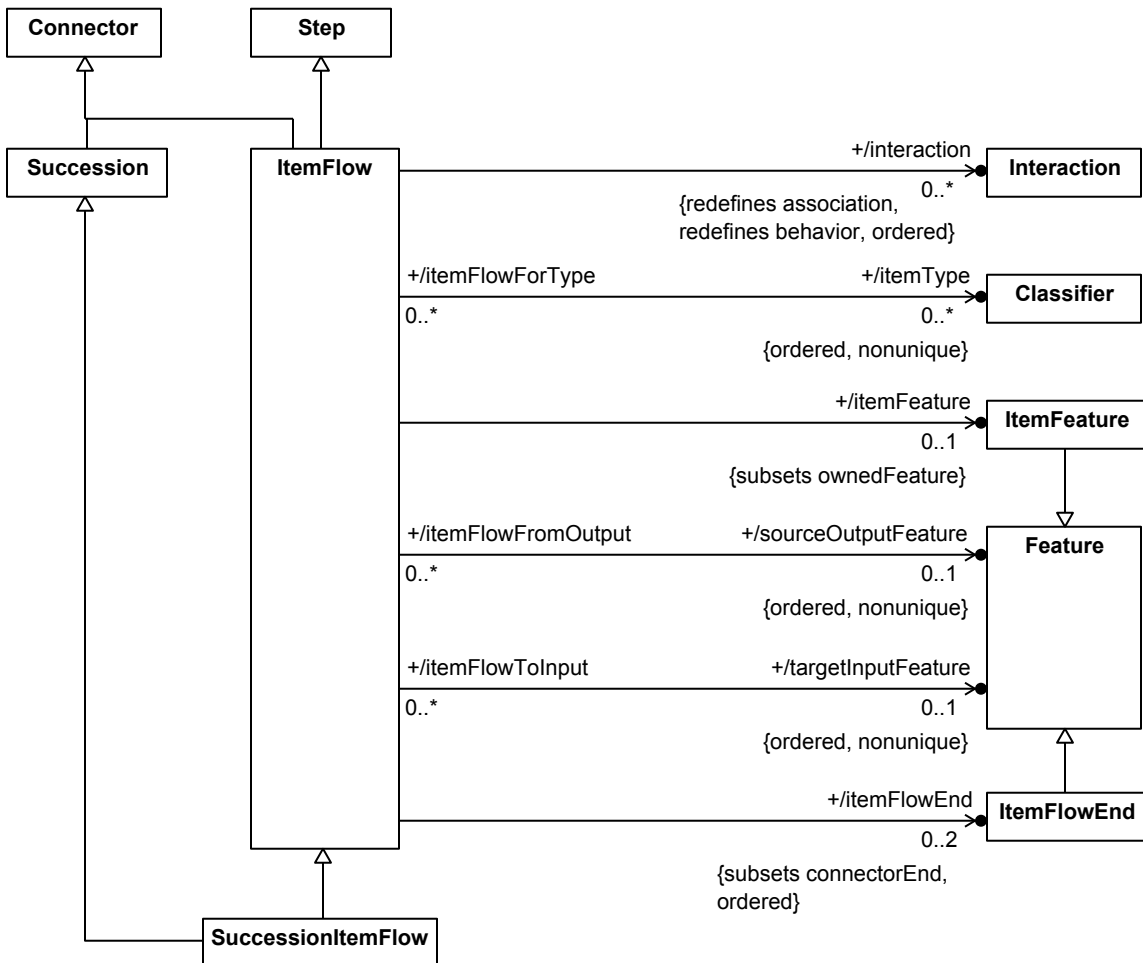 Connector
Step
Succession
ItemFlow
+/interaction
0..*
{redefines association,
redefines behavior, ordered}
Interaction
+/itemFlowForType
0..*
+/itemType
0..*
{ordered, nonunique}
Classifier
+/itemFeature
0..1
{subsets ownedFeature}
ItemFeature
+/itemFlowFromOutput
0..*
+/sourceOutputFeature
0..1
{ordered, nonunique}
Feature
+/itemFlowToInput
0..*
+/targetInputFeature
0..1
{ordered, nonunique}
+/itemFlowEnd
0..2
{subsets connectorEnd,
ordered}
ItemFlowEnd
SuccessionItemFlow